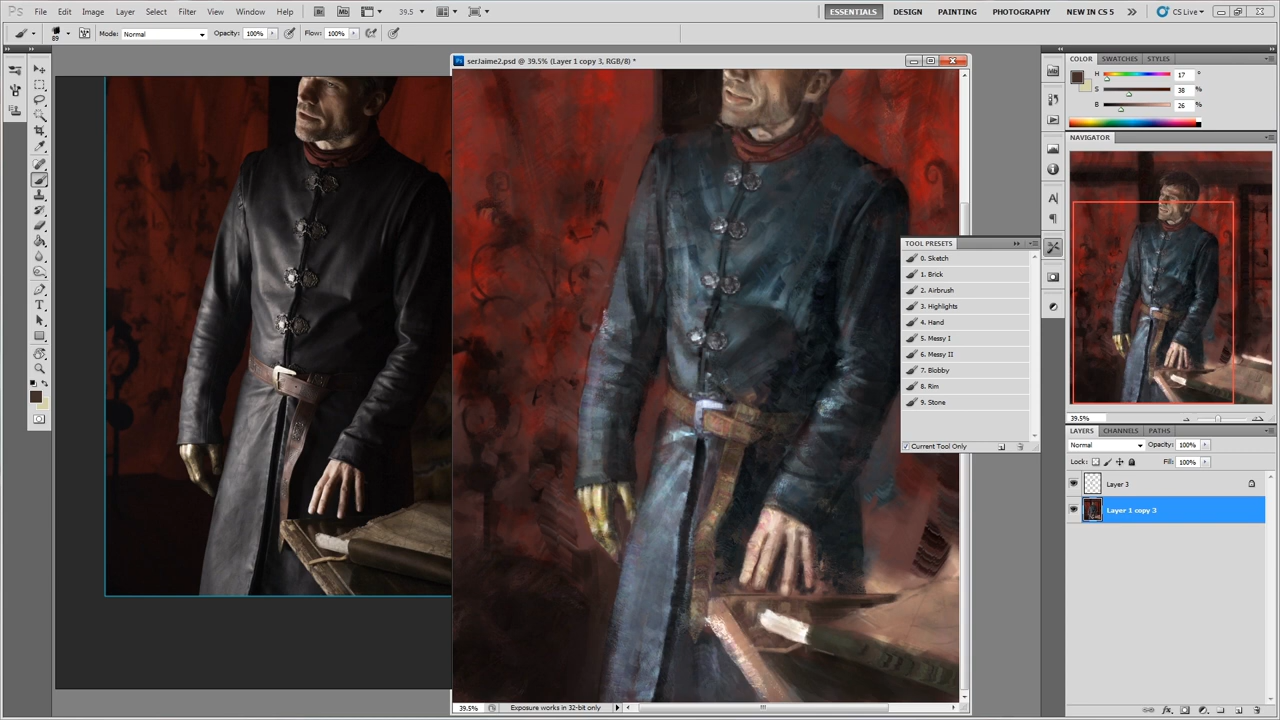 Ps File Edit Image Layer Select Filter Analysis View Window Help Br Mb 39.5 ESSENTIALS DESIGN PAINTING PHOTOGRAPHY NEW IN CS 5 CS Live
89 Mode: Normal Opacity: 100% Flow: 100%
serJaime2.psd @ 39.5% (Layer 1 copy 3, RGB/8) *
COLOR SWATCHES STYLES
H 17 °
S 38 %
B 26 %
NAVIGATOR
39.5%
TOOL PRESETS
0. Sketch
1. Brick
2. Airbrush
3. Highlights
4. Hand
5. Messy I
6. Messy II
7. Blobby
8. Rim
9. Stone
Current Tool Only
LAYERS CHANNELS PATHS
Normal Opacity: 100%
Lock: Fill: 100%
Layer 3
Layer 1 copy 3
39.5% Exposure works in 32-bit only